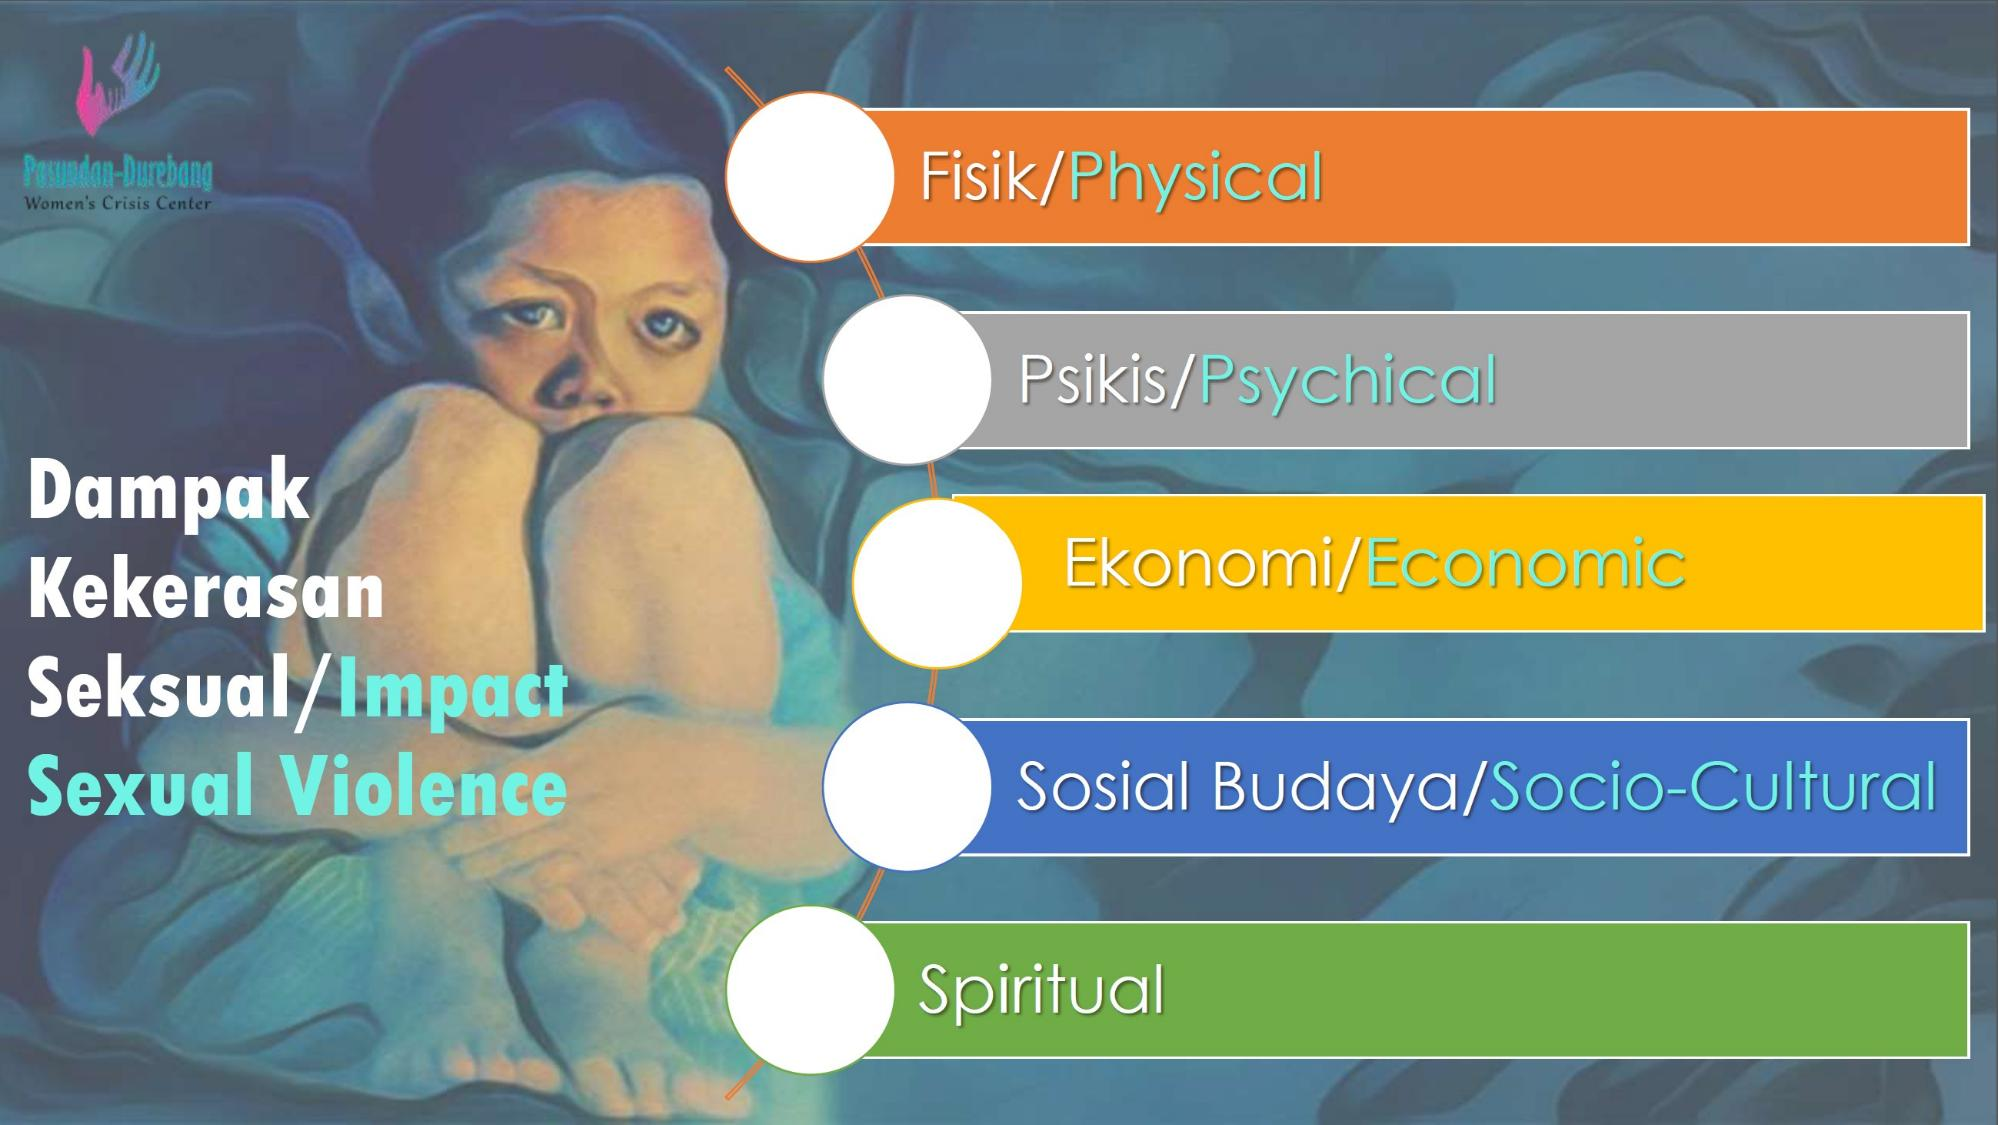 Pasundan-Durebang
Women's Crisis Center
Dampak
Kekerasan
Seksual/Impact
Sexual Violence
Fisik/Physical
Psikis/Psychical
Ekonomi/Economic
Sosial Budaya/Socio-Cultural
Spiritual